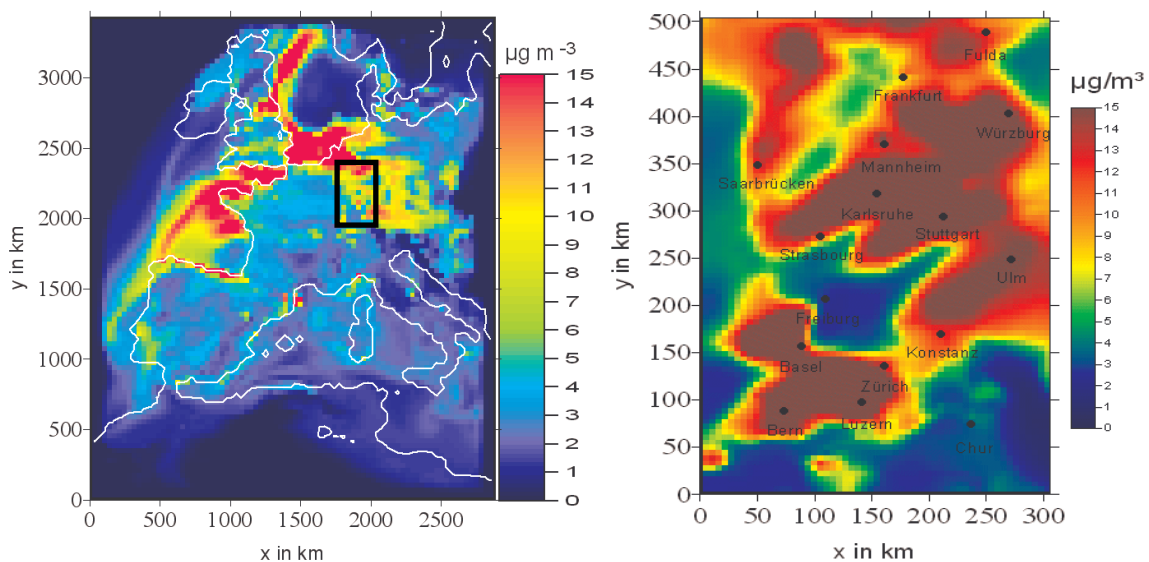 µg m⁻³
3000
2500
2000
1500
1000
500
0
y in km
0
500
1000
1500
2000
2500
x in km
15
14
13
12
11
10
9
8
7
6
5
4
3
2
1
0
500
450
400
350
300
250
200
150
100
50
0
y in km
Fulda
Frankfurt
Würzburg
Mannheim
Saarbrücken
Karlsruhe
Stuttgart
Strasbourg
Ulm
Freiburg
Konstanz
Basel
Zürich
Luzern
Bern
Chur
0
50
100
150
200
250
300
x in km
µg/m³
15
14
13
12
11
10
9
8
7
6
5
4
3
2
1
0